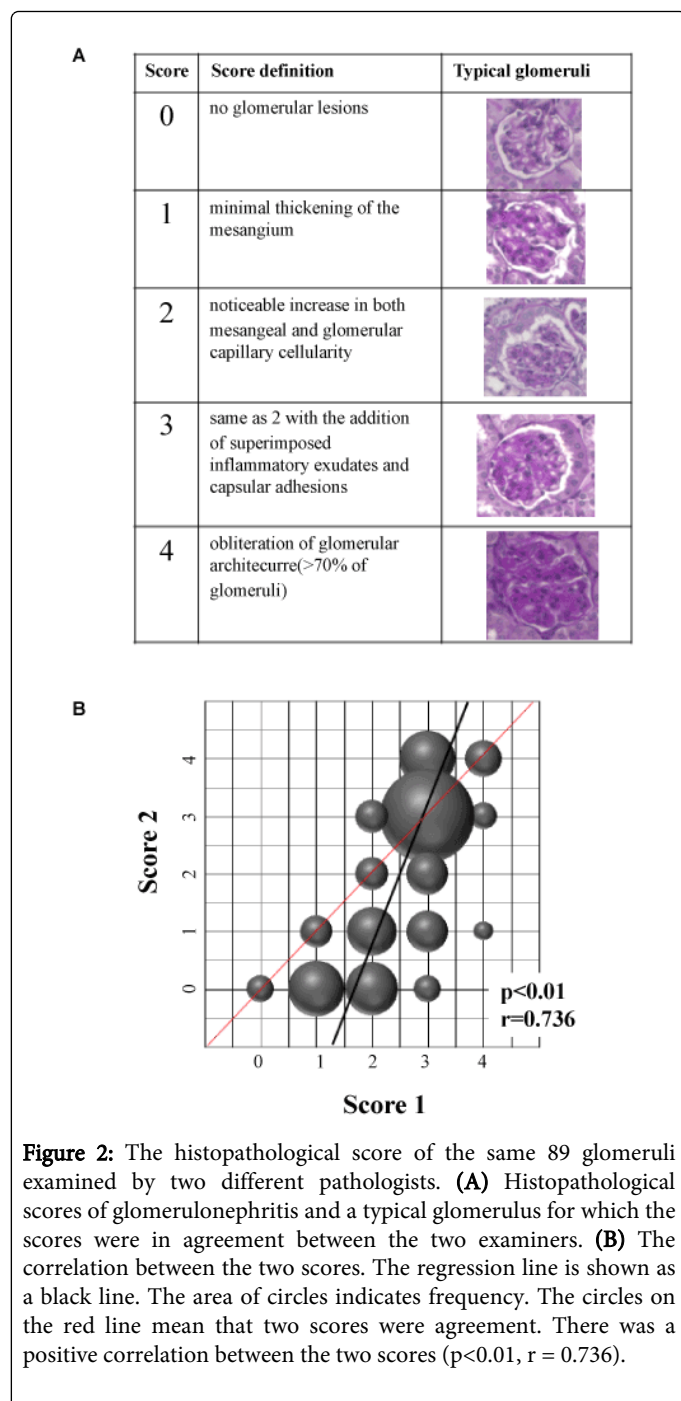 A
Score Score definition Typical glomeruli
0 no glomerular lesions
1 minimal thickening of the
mesangium
2 noticeable increase in both
mesangeal and glomerular
capillary cellularity
3 same as 2 with the addition
of superimposed
inflammatory exudates and
capsular adhesions
4 obliteration of glomerular
architecurre(>70% of
glomeruli)
B
Score 2
4
3
2
1
0
p<0.01
r=0.736
0 1 2 3 4
Score 1
Figure 2: The histopathological score of the same 89 glomeruli
examined by two different pathologists. (A) Histopathological
scores of glomerulonephritis and a typical glomerulus for which the
scores were in agreement between the two examiners. (B) The
correlation between the two scores. The regression line is shown as
a black line. The area of circles indicates frequency. The circles on
the red line mean that two scores were agreement. There was a
positive correlation between the two scores (p<0.01, r = 0.736).